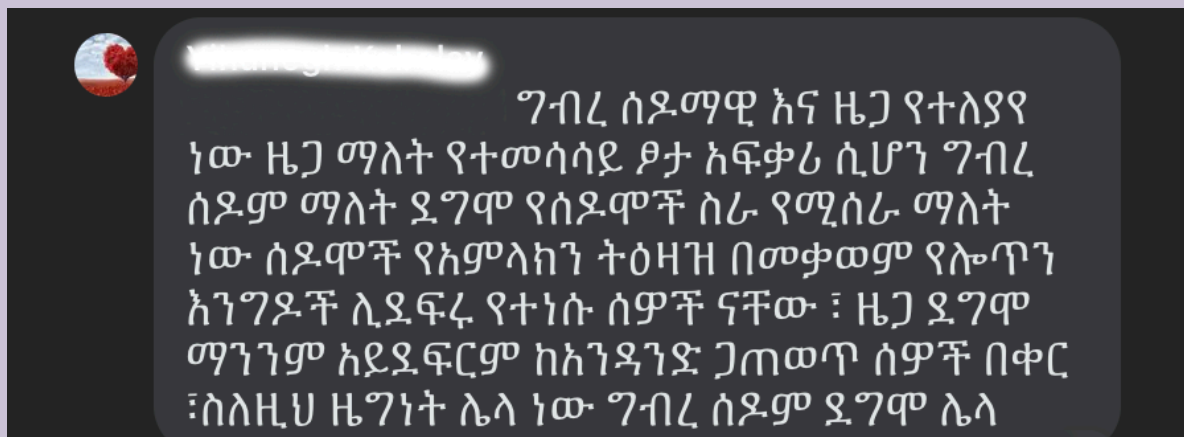 ግብረ ሰዶማዊ እና ዜጋ የተለያየ
ነው ዜጋ ማለት የተመሳሳይ ፆታ አፍቃሪ ሲሆን ግብረ
ሰዶም ማለት ደግሞ የሰዶሞች ስራ የሚሰራ ማለት
ነው ሰዶሞች የአምላክን ትዕዛዝ በመቃወም የሎጥን
እንግዶች ሊደፍሩ የተነሱ ሰዎች ናቸው ፣ ዜጋ ደግሞ
ማንንም አይደፍርም ከአንዳንድ ጋጠወጥ ሰዎች በቀር
፣ስለዚህ ዜግነት ሌላ ነው ግብረ ሰዶም ደግሞ ሌላ